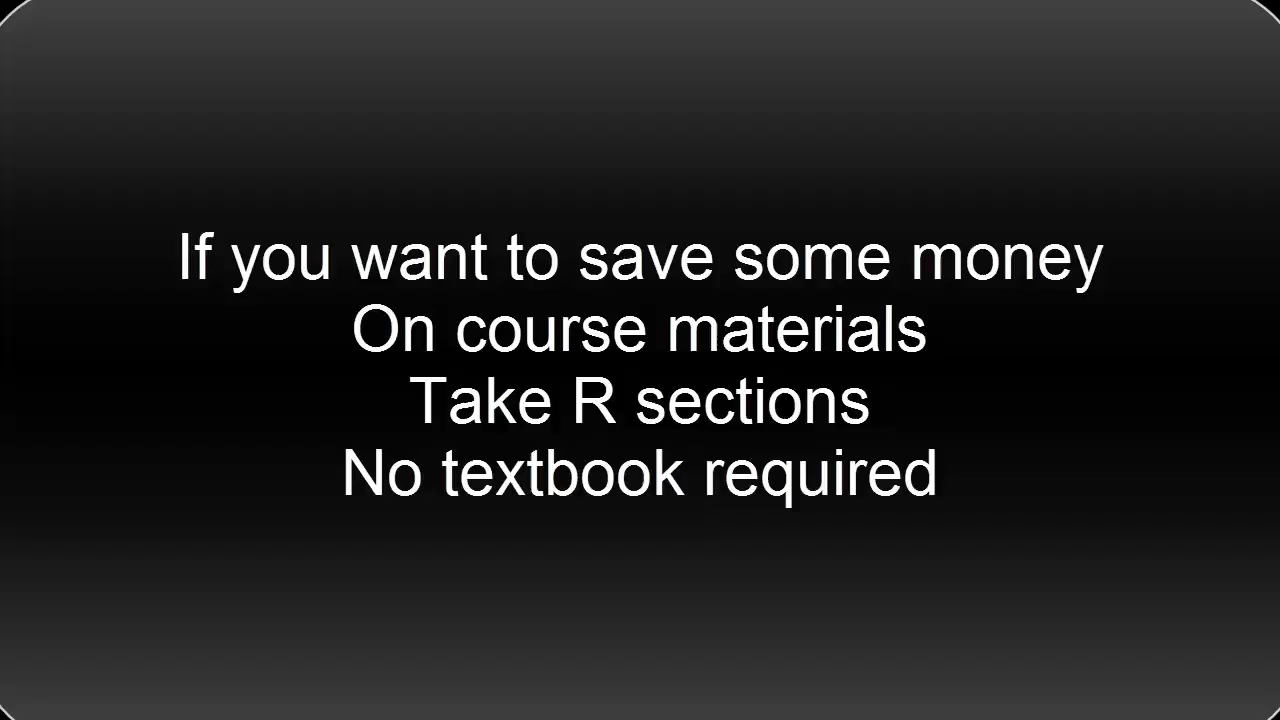 If you want to save some money
On course materials
Take R sections
No textbook required